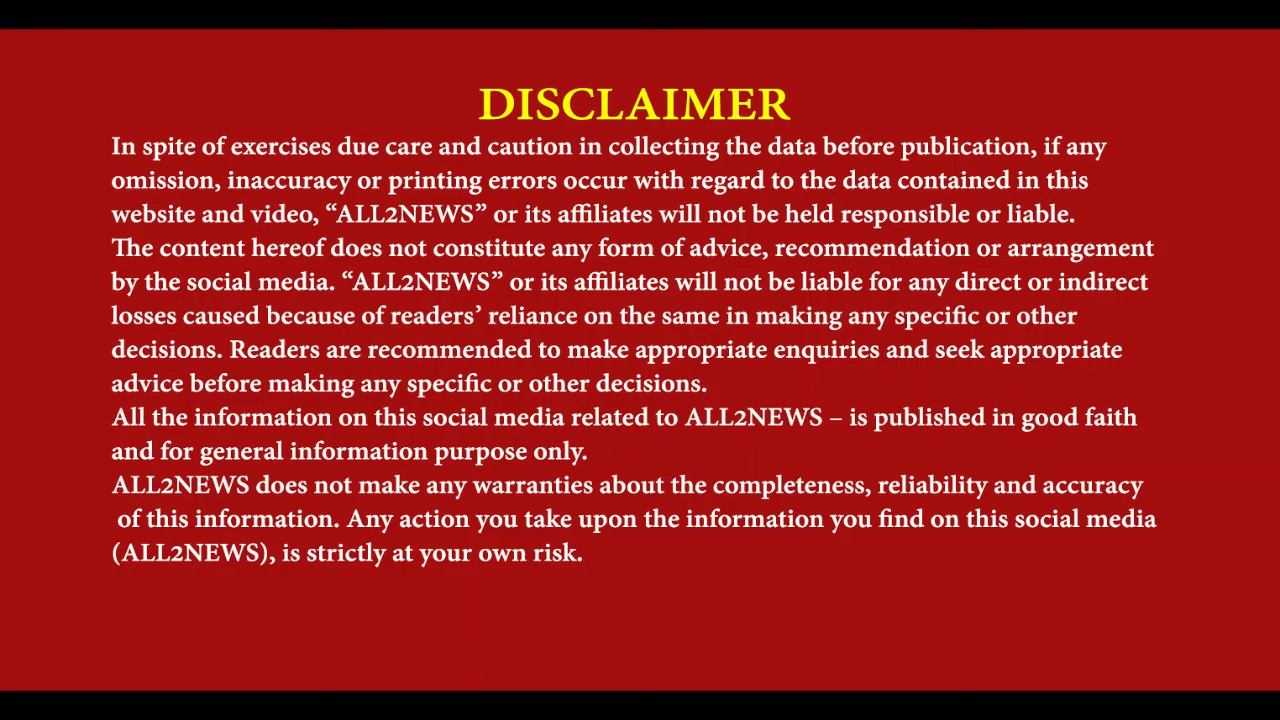 DISCLAIMER
In spite of exercises due care and caution in collecting the data before publication, if any
omission, inaccuracy or printing errors occur with regard to the data contained in this
website and video, “ALL2NEWS” or its affiliates will not be held responsible or liable.
The content hereof does not constitute any form of advice, recommendation or arrangement
by the social media. “ALL2NEWS” or its affiliates will not be liable for any direct or indirect
losses caused because of readers’ reliance on the same in making any specific or other
decisions. Readers are recommended to make appropriate enquiries and seek appropriate
advice before making any specific or other decisions.
All the information on this social media related to ALL2NEWS – is published in good faith
and for general information purpose only.
ALL2NEWS does not make any warranties about the completeness, reliability and accuracy
of this information. Any action you take upon the information you find on this social media
(ALL2NEWS), is strictly at your own risk.